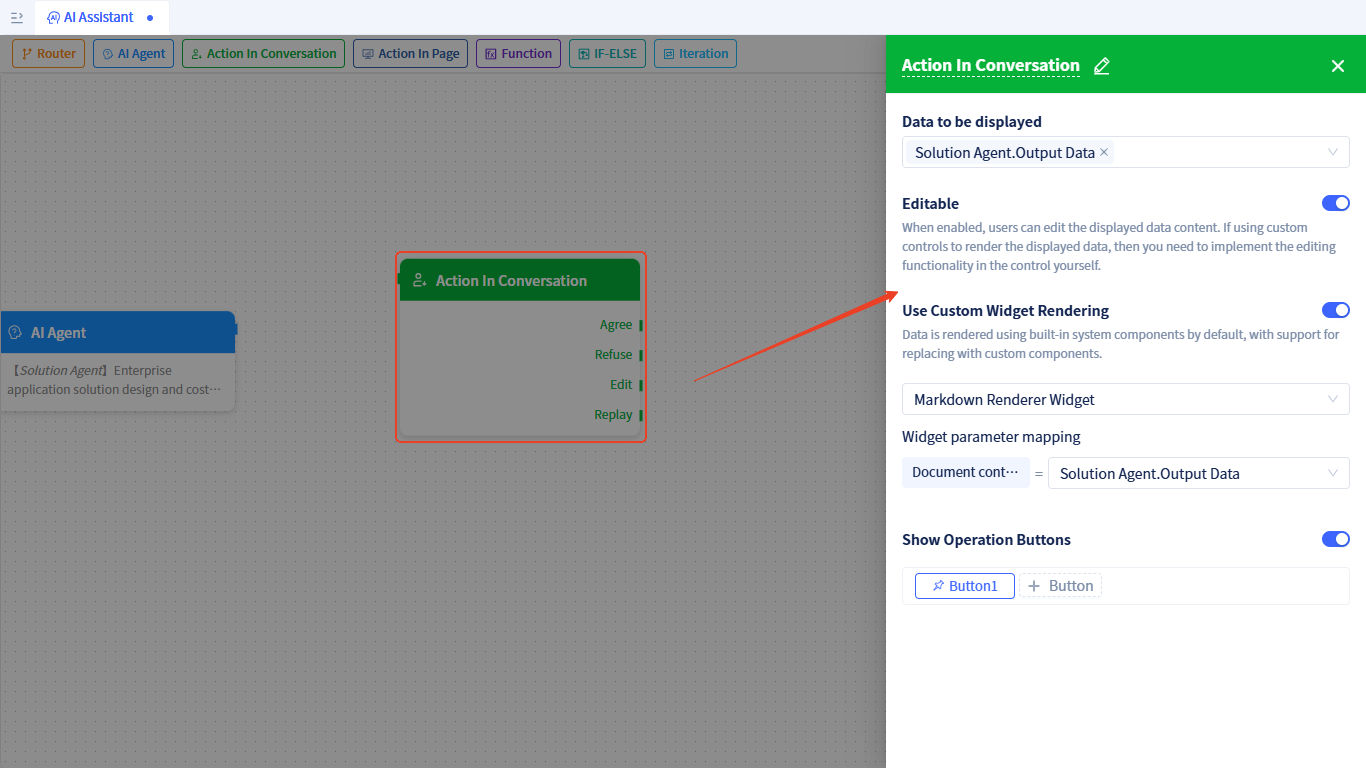 AI Assistant
Router
AI Agent
Action In Conversation
Action In Page
Function
IF-ELSE
Iteration
AI Agent
【Solution Agent】Enterprise
application solution design and cost···
Action In Conversation
Agree
Refuse
Edit
Replay
Action In Conversation
Data to be displayed
Solution Agent.Output Data
Editable
When enabled, users can edit the displayed data content. If using custom
controls to render the displayed data, then you need to implement the editing
functionality in the control yourself.
Use Custom Widget Rendering
Data is rendered using built-in system components by default, with support for
replacing with custom components.
Markdown Renderer Widget
Widget parameter mapping
Document cont··· = Solution Agent.Output Data
Show Operation Buttons
Button1
+ Button